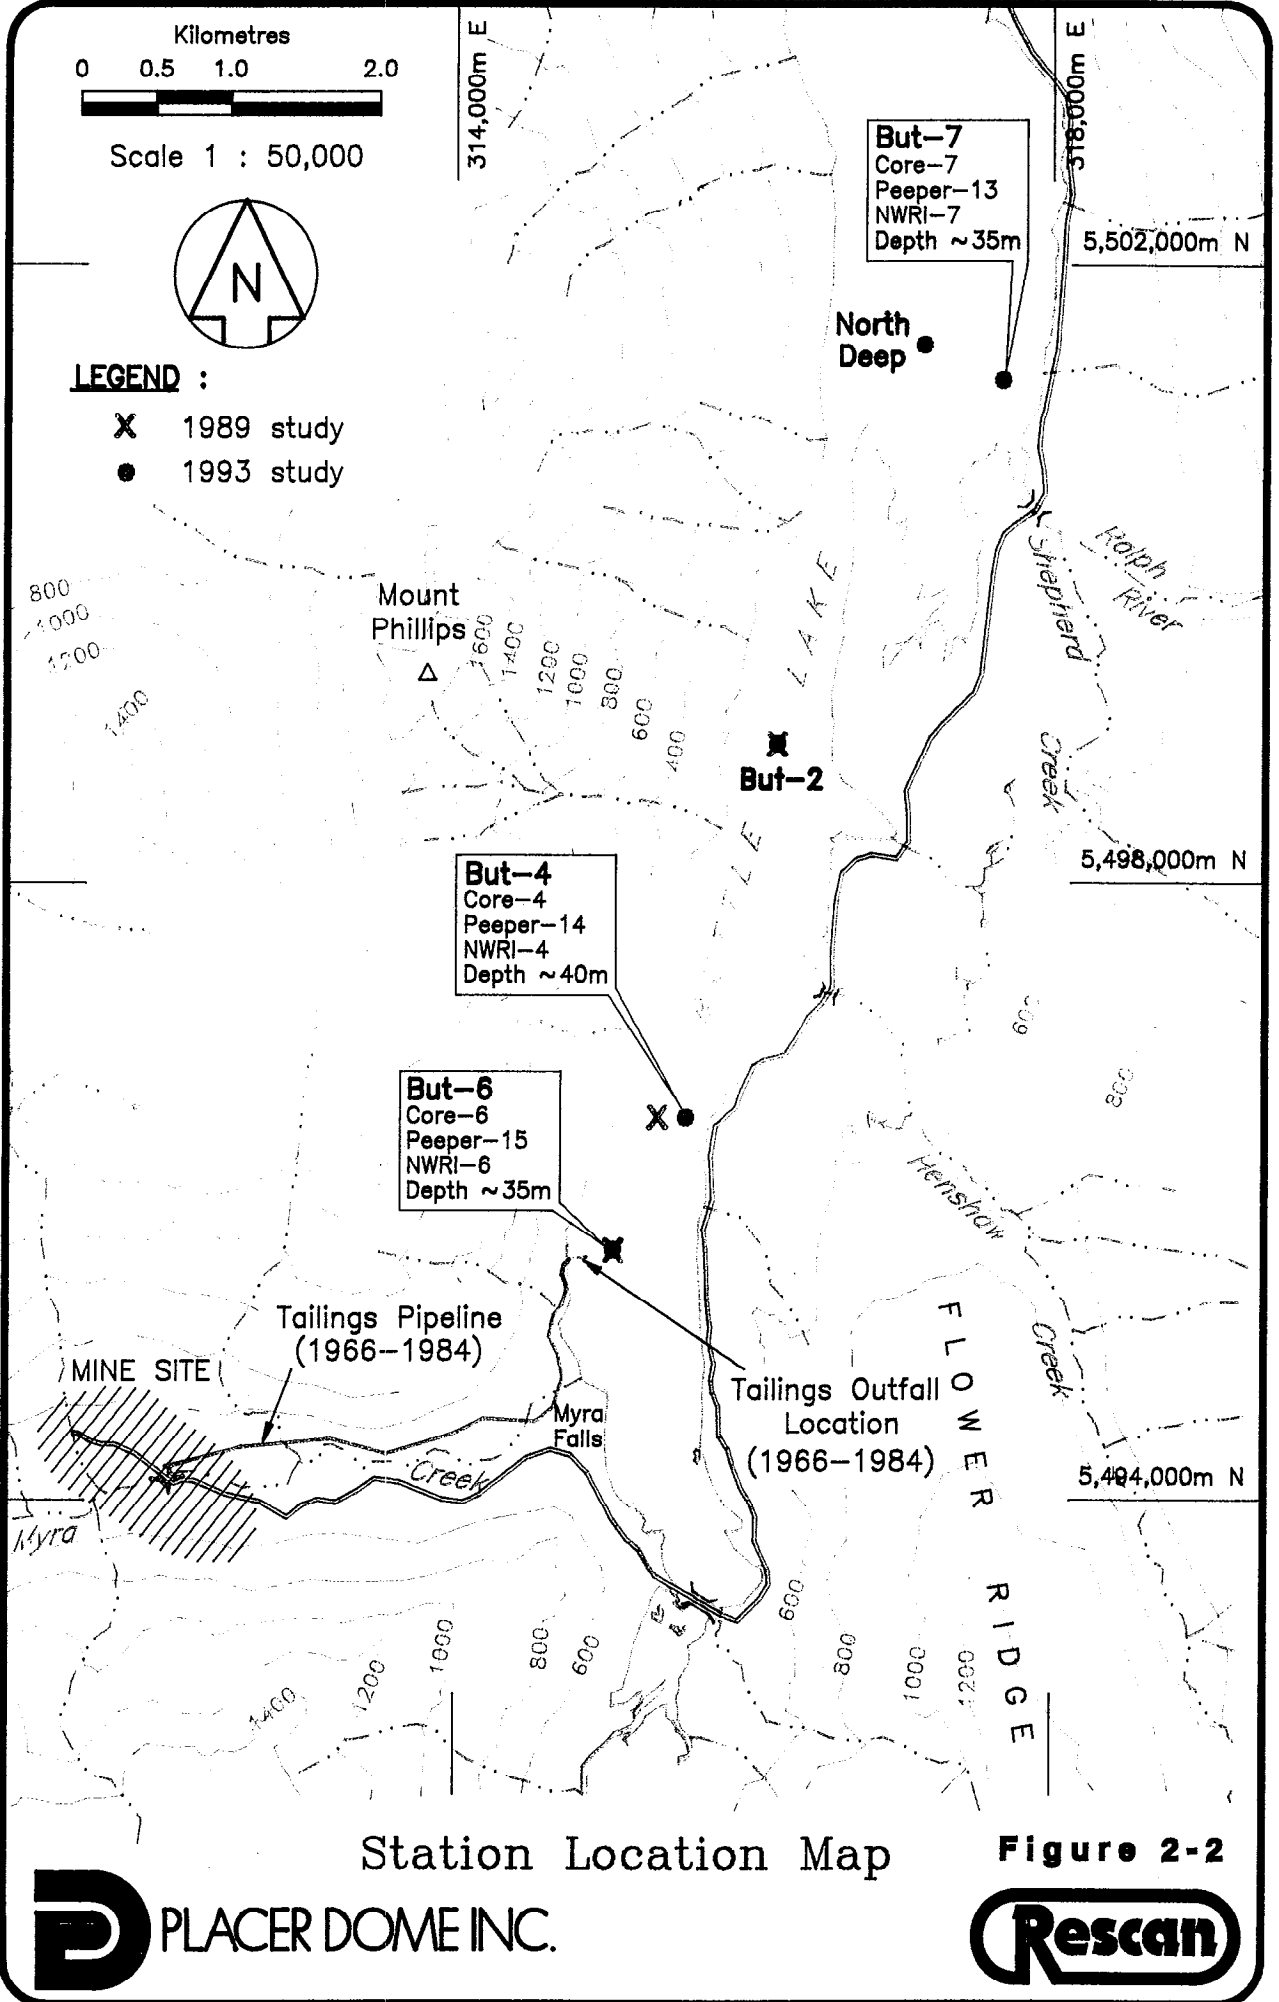 Kilometres
0 0.5 1.0 2.0
Scale 1 : 50,000
314,000m E
318,000m E
N
But-7
Core-7
Peeper-13
NWRI-7
Depth ~35m
5,502,000m N
North
Deep
LEGEND :
X 1989 study
● 1993 study
Ralph
River
Shepherd
Creek
800
1000
1200
1400
Mount
Phillips
1600
1400
1200
1000
800
600
400
LAKE
But-2
TLE
5,498,000m N
But-4
Core-4
Peeper-14
NWRI-4
Depth ~40m
600
800
X
But-6
Core-6
Peeper-15
NWRI-6
Depth ~35m
Henshaw
Creek
Tailings Pipeline
(1966-1984)
MINE SITE
Tailings Outfall
Location
(1966-1984)
Myra
Falls
Creek
Myra
FLOWER
RIDGE
5,494,000m N
1400
1200
1000
800
600
600
800
1000
1200
Station Location Map
Figure 2-2
PLACER DOME INC.
Rescan